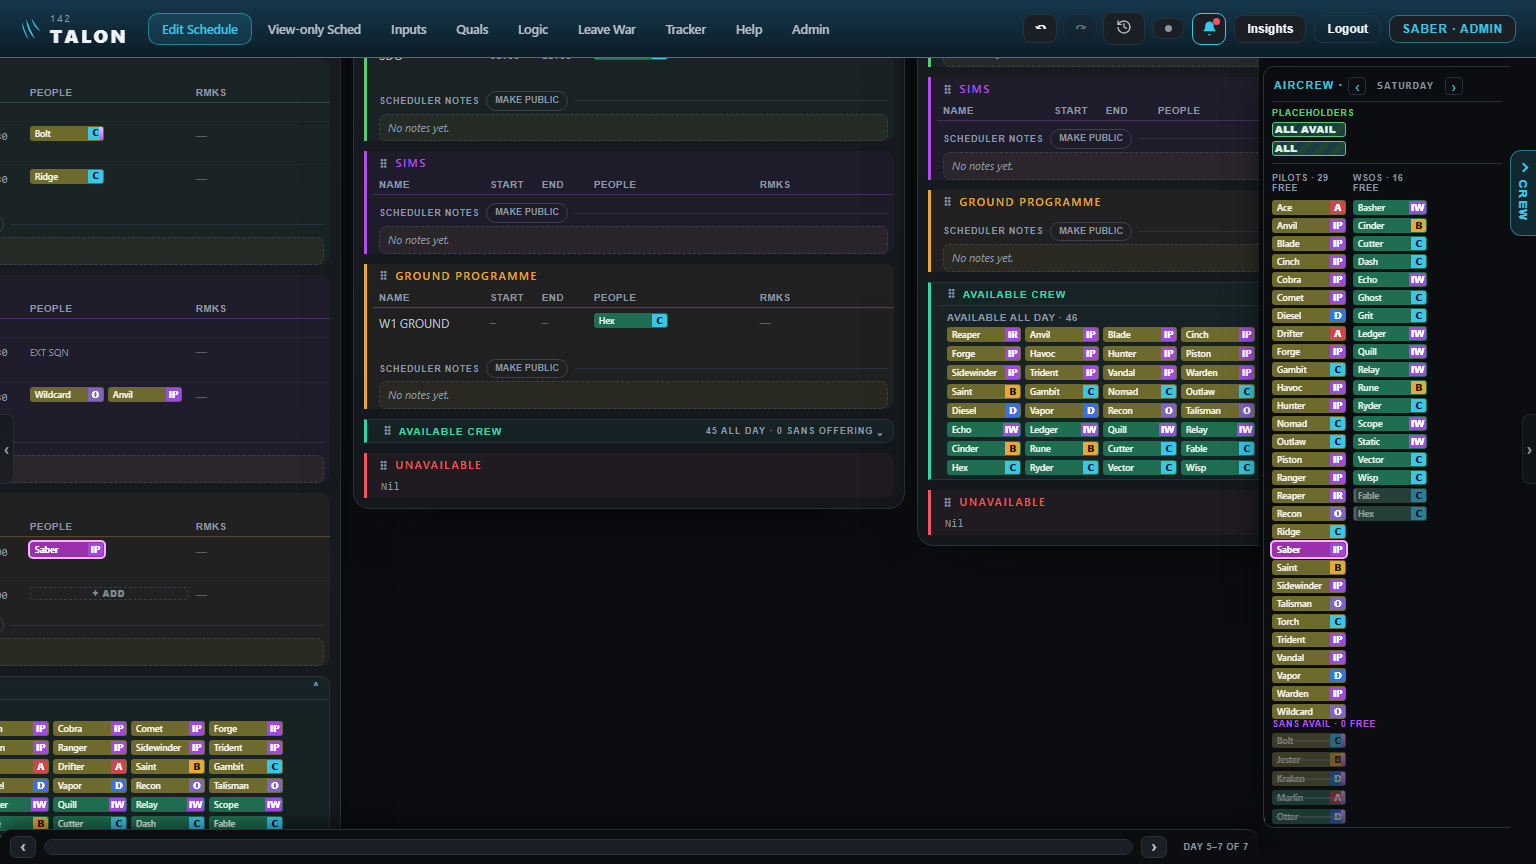 142
TALON
Edit Schedule
View-only Sched
Inputs
Quals
Logic
Leave War
Tracker
Help
Admin
Insights
Logout
SABER · ADMIN
PEOPLE RMKS
Bolt C —
Ridge C —
PEOPLE RMKS
EXT SQN —
Wildcard O Anvil IP —
PEOPLE RMKS
Saber IP —
+ ADD —
IP Cobra IP Comet IP Forge IP
IP Ranger IP Sidewinder IP Trident IP
A Drifter A Saint B Gambit C
D Vapor D Recon O Talisman O
IW Quill IW Relay IW Scope IW
B Cutter C Dash C Fable C
SCHEDULER NOTES MAKE PUBLIC
No notes yet.
SIMS
NAME START END PEOPLE RMKS
SCHEDULER NOTES MAKE PUBLIC
No notes yet.
GROUND PROGRAMME
NAME START END PEOPLE RMKS
W1 GROUND – – Hex C —
SCHEDULER NOTES MAKE PUBLIC
No notes yet.
AVAILABLE CREW 45 ALL DAY · 0 SANS OFFERING
UNAVAILABLE
Nil
SIMS
NAME START END PEOPLE
SCHEDULER NOTES MAKE PUBLIC
No notes yet.
GROUND PROGRAMME
SCHEDULER NOTES MAKE PUBLIC
No notes yet.
AVAILABLE CREW
AVAILABLE ALL DAY · 46
Reaper IR Anvil IP Blade IP Cinch IP
Forge IP Havoc IP Hunter IP Piston IP
Sidewinder IP Trident IP Vandal IP Warden IP
Saint B Gambit C Nomad C Outlaw C
Diesel D Vapor D Recon O Talisman O
Echo IW Ledger IW Quill IW Relay IW
Cinder B Rune B Cutter C Fable C
Hex C Ryder C Vector C Wisp C
UNAVAILABLE
Nil
AIRCREW · ‹ SATURDAY ›
PLACEHOLDERS
ALL AVAIL
ALL
PILOTS · 29 FREE
WSOS · 16 FREE
Ace A Basher IW
Anvil IP Cinder B
Blade IP Cutter C
Cinch IP Dash C
Cobra IP Echo IW
Comet IP Ghost C
Diesel D Grit C
Drifter A Ledger IW
Forge IP Quill IW
Gambit C Relay IW
Havoc IP Rune B
Hunter IP Ryder C
Nomad C Scope IW
Outlaw C Static IW
Piston IP Vector C
Ranger IP Wisp C
Reaper IR Fable C
Recon O Hex C
Ridge C
Saber IP
Saint B
Sidewinder IP
Talisman O
Torch C
Trident IP
Vandal IP
Vapor D
Warden IP
Wildcard O
SANS AVAIL · 0 FREE
Bolt C
Jester B
Kraken D
Marlin A
Otter D
CREW
DAY 5–7 OF 7